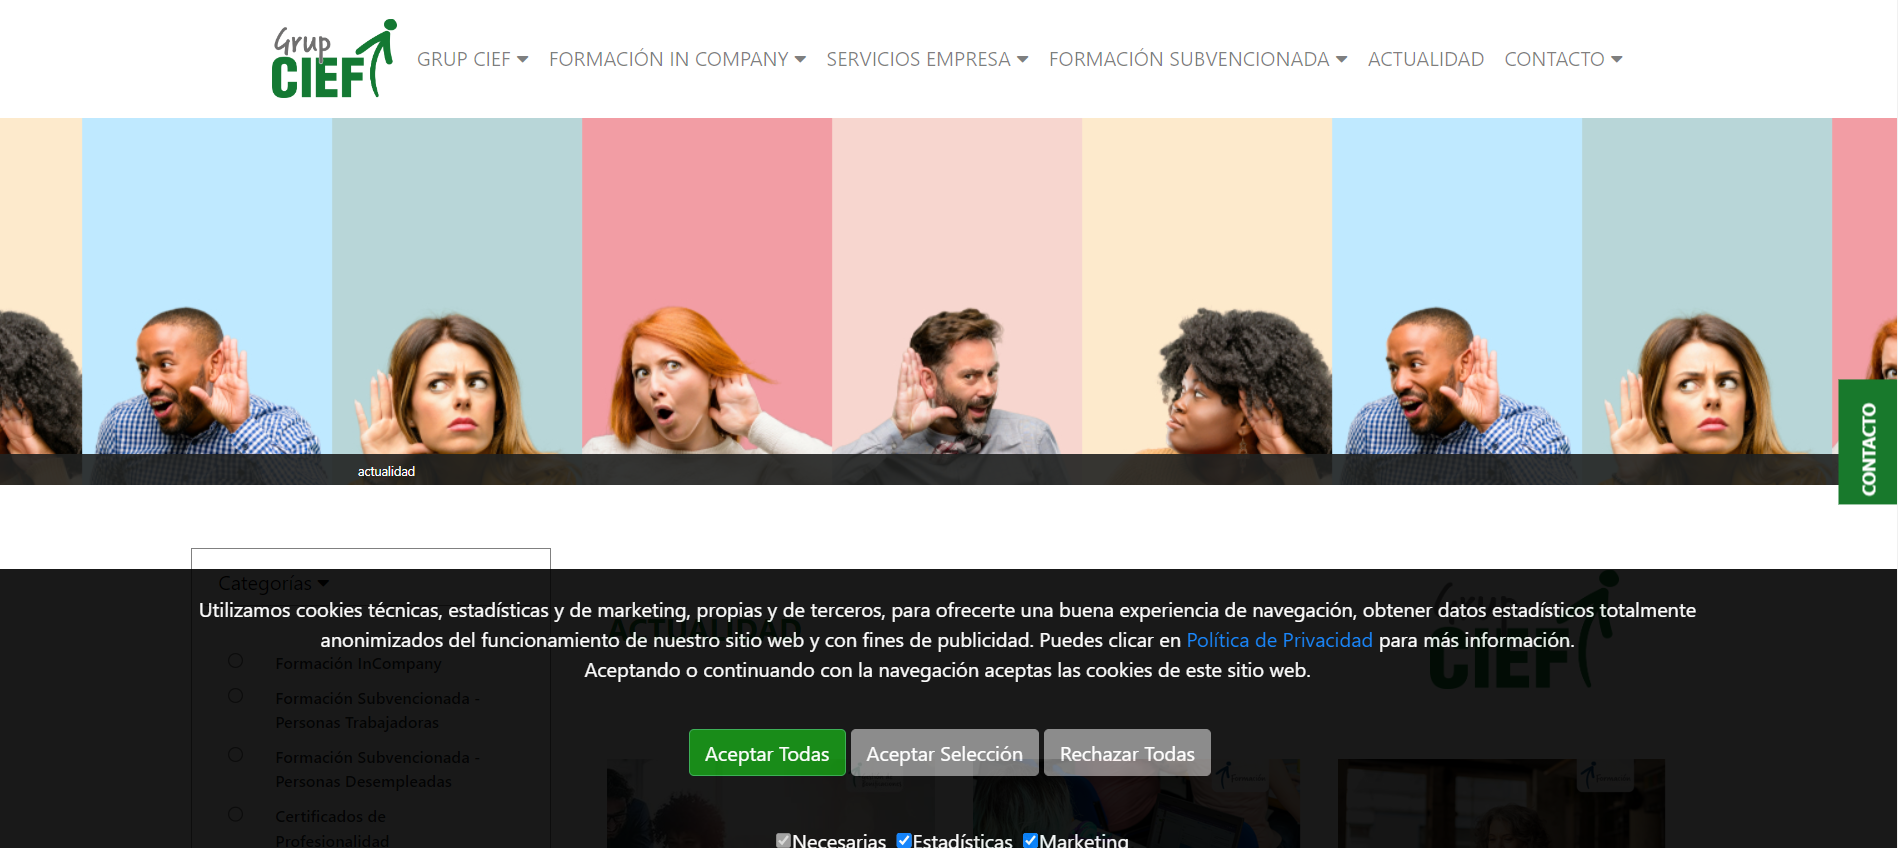 Grup
CIEF
GRUP CIEF
FORMACIÓN IN COMPANY
SERVICIOS EMPRESA
FORMACIÓN SUBVENCIONADA
ACTUALIDAD
CONTACTO
actualidad
CONTACTO
Categorías
Utilizamos cookies técnicas, estadísticas y de marketing, propias y de terceros, para ofrecerte una buena experiencia de navegación, obtener datos estadísticos totalmente
anonimizados del funcionamiento de nuestro sitio web y con fines de publicidad. Puedes clicar en Política de Privacidad para más información.
Aceptando o continuando con la navegación aceptas las cookies de este sitio web.
ACTUALIDAD
Grup
CIEF
Formación InCompany
Formación Subvencionada -
Personas Trabajadoras
Formación Subvencionada -
Personas Desempleadas
Certificados de
Profesionalidad
Aceptar Todas
Aceptar Selección
Rechazar Todas
Necesarias
Estadísticas
Marketing